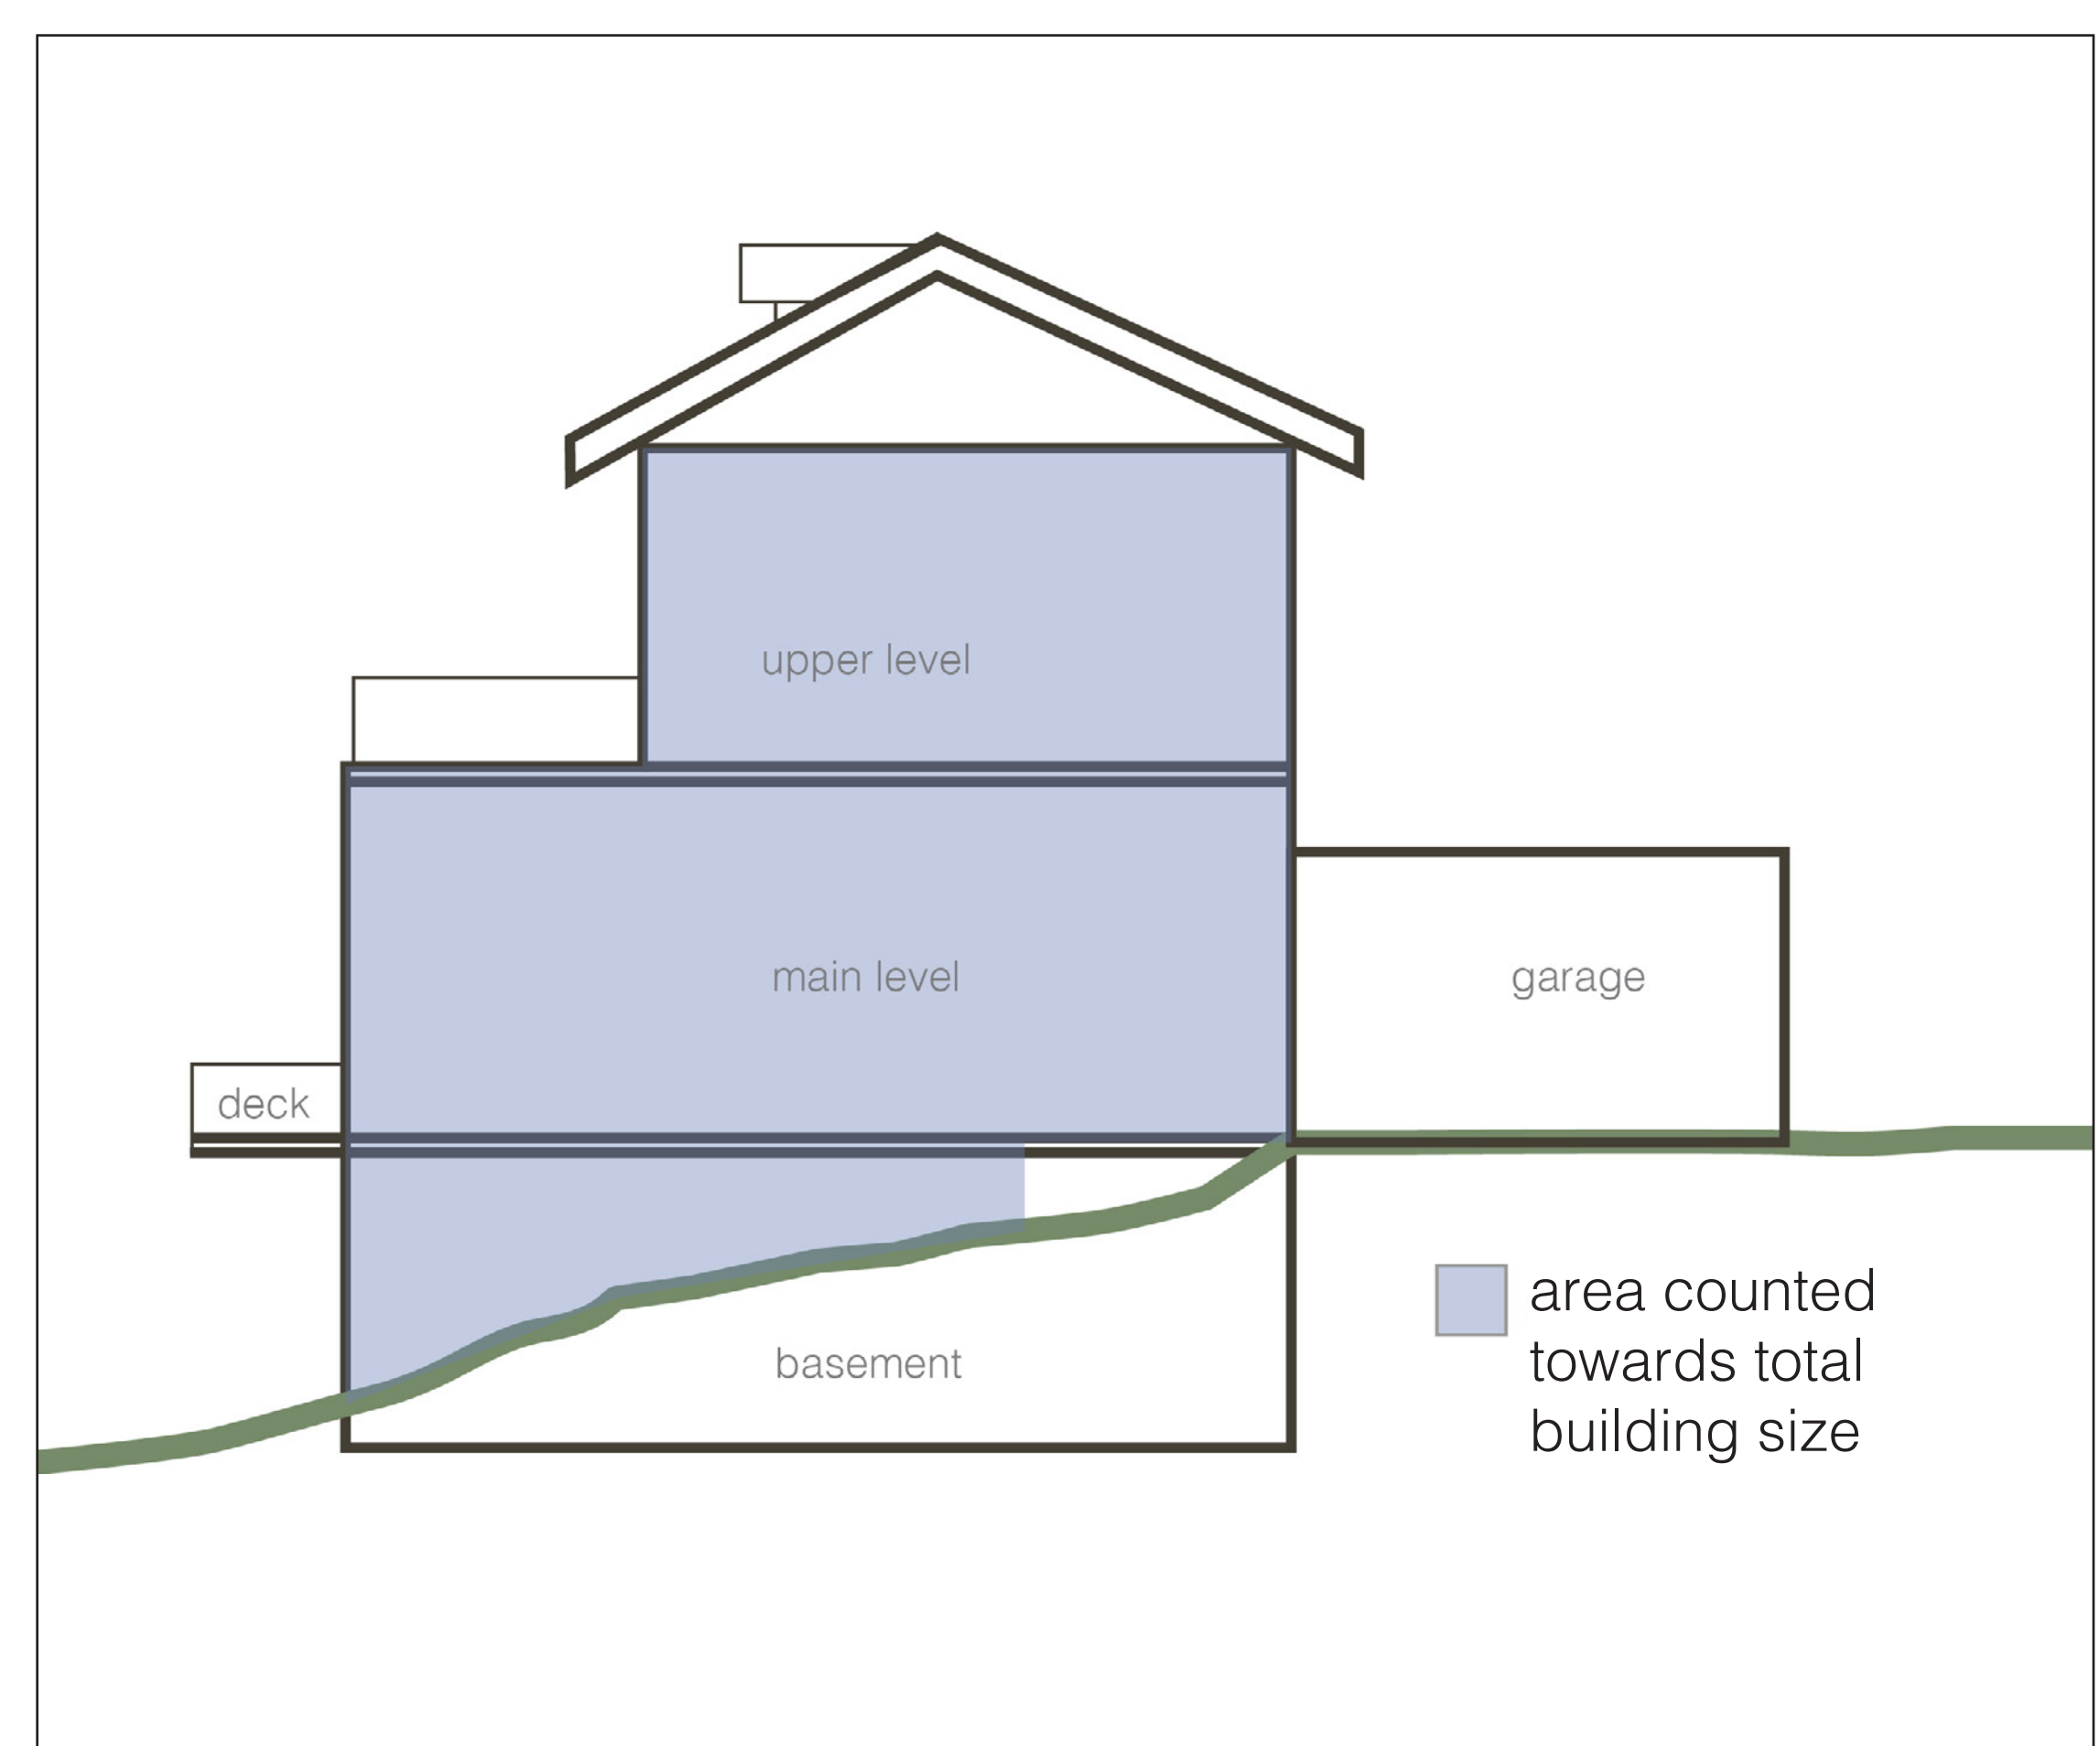 upper level
main level
garage
deck
basement
area counted
towards total
building size